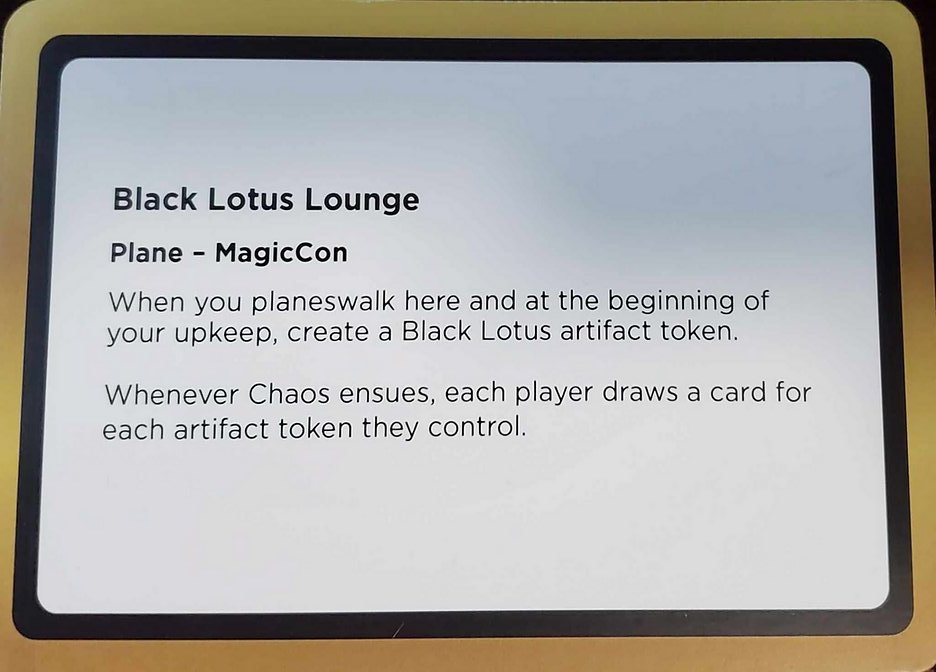 Black Lotus Lounge
Plane – MagicCon
When you planeswalk here and at the beginning of
your upkeep, create a Black Lotus artifact token.
Whenever Chaos ensues, each player draws a card for
each artifact token they control.